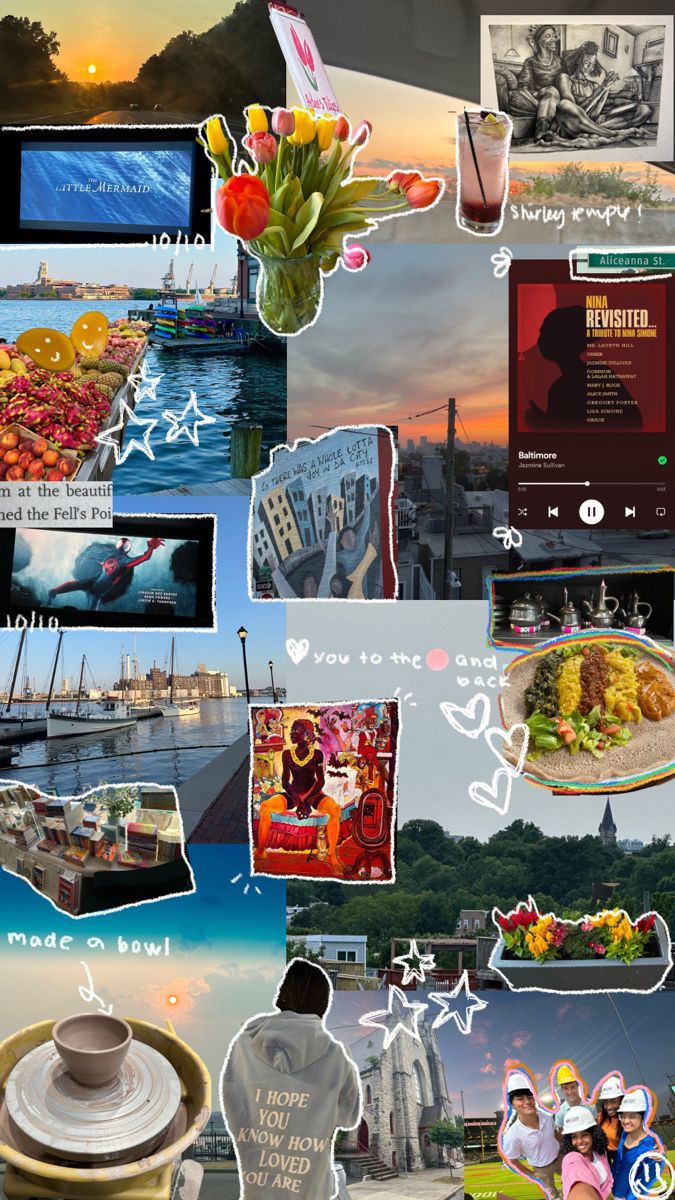 THE
LITTLE MERMAID
10/10!
Shirley temple!
Aliceanna St.
NINA
REVISITED...
A TRIBUTE TO NINA SIMONE
MS. LAURYN HILL
USHER
JAZMINE SULLIVAN
COMMON
& LALAH HATHAWAY
MARY J. BLIGE
ALICE SMITH
GREGORY PORTER
LISA SIMONE
GRACE
Baltimore
Jazmine Sullivan
SO THERE WAS A WHOLE LOTTA
JOY IN DA CITY
m at the beautif
ned the Fell's Poi
10/10
you to the and
back
made a bowl
I HOPE
YOU
KNOW HOW
LOVED
YOU ARE